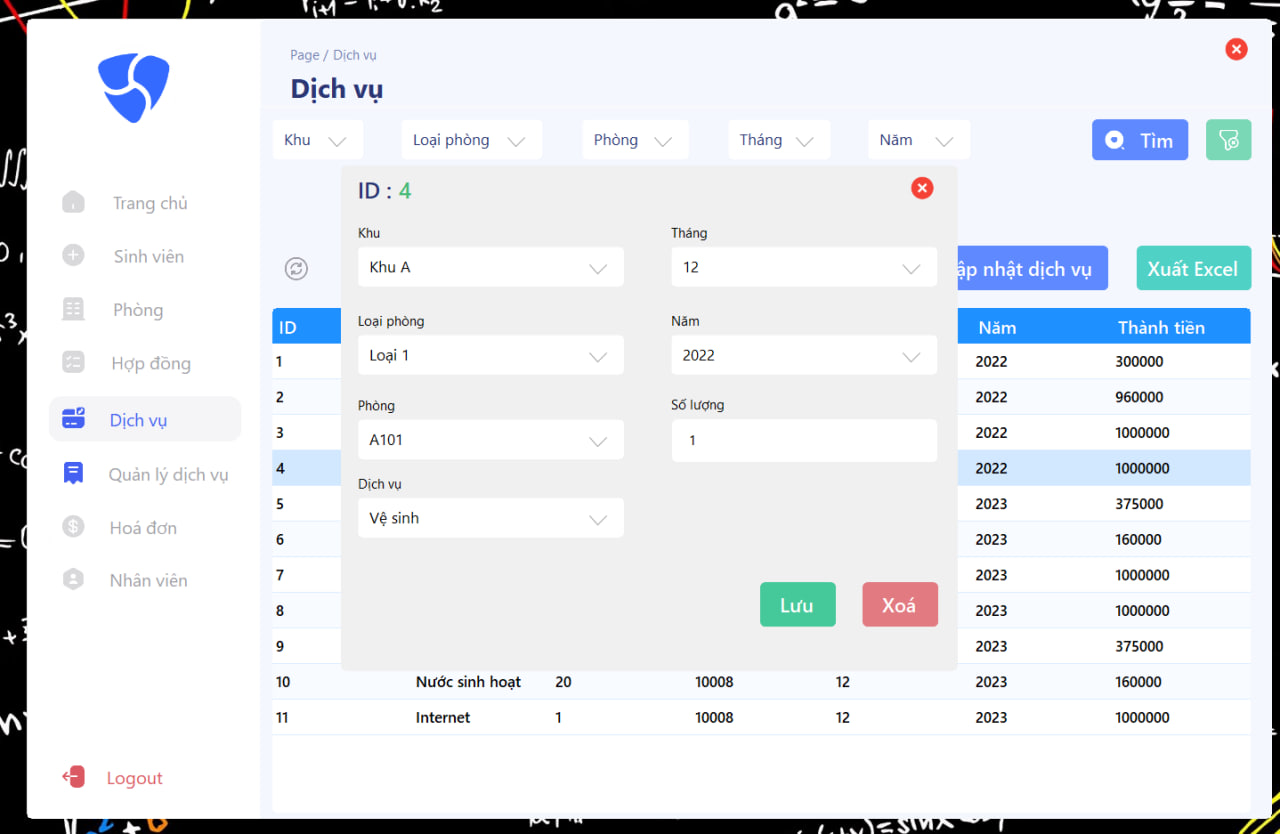 Page / Dịch vụ
Dịch vụ
Khu
Loại phòng
Phòng
Tháng
Năm
Tìm
Trang chủ
Sinh viên
Phòng
Hợp đồng
Dịch vụ
Quản lý dịch vụ
Hoá đơn
Nhân viên
Logout
ID : 4
Khu
Khu A
Tháng
12
Loại phòng
Loại 1
Năm
2022
Phòng
A101
Số lượng
1
Dịch vụ
Vệ sinh
Lưu
Xoá
nhật dịch vụ
Xuất Excel
ID Năm Thành tiền
1 2022 300000
2 2022 960000
3 2022 1000000
4 2022 1000000
5 2023 375000
6 2023 160000
7 2023 1000000
8 2023 1000000
9 2023 375000
10 Nước sinh hoạt 20 10008 12 2023 160000
11 Internet 1 10008 12 2023 1000000